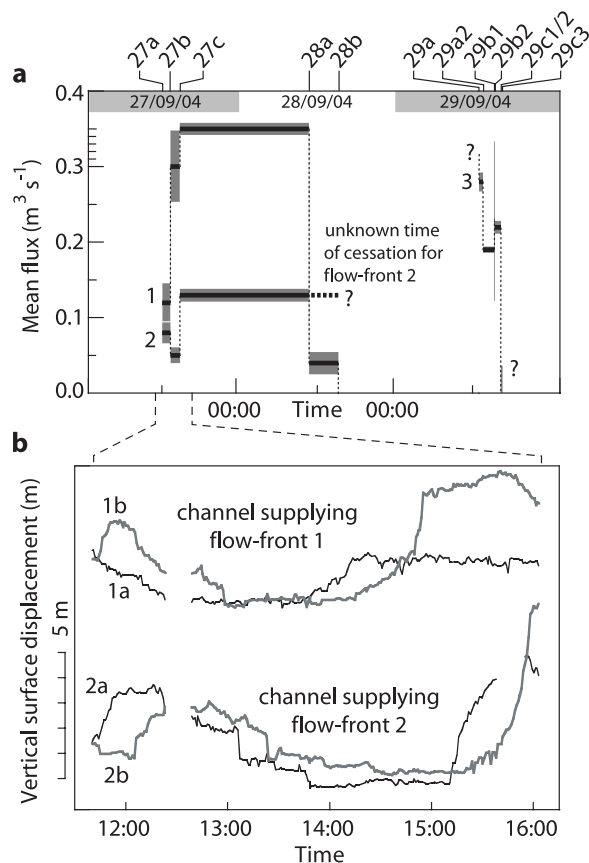 27a 27b 27c 28a 28b 29a 29a2 29b1 29b2 29c1/2 29c3
a
0.4 27/09/04 28/09/04 29/09/04
0.3
0.2
0.1
0.0
Mean flux (m³ s⁻¹)
1
2
?
3
unknown time
of cessation for
flow-front 2
?
?
00:00 Time 00:00
b
Vertical surface displacement (m)
5 m
1b
1a
channel supplying
flow-front 1
2a
2b
channel supplying
flow-front 2
12:00 13:00 14:00 15:00 16:00
Time